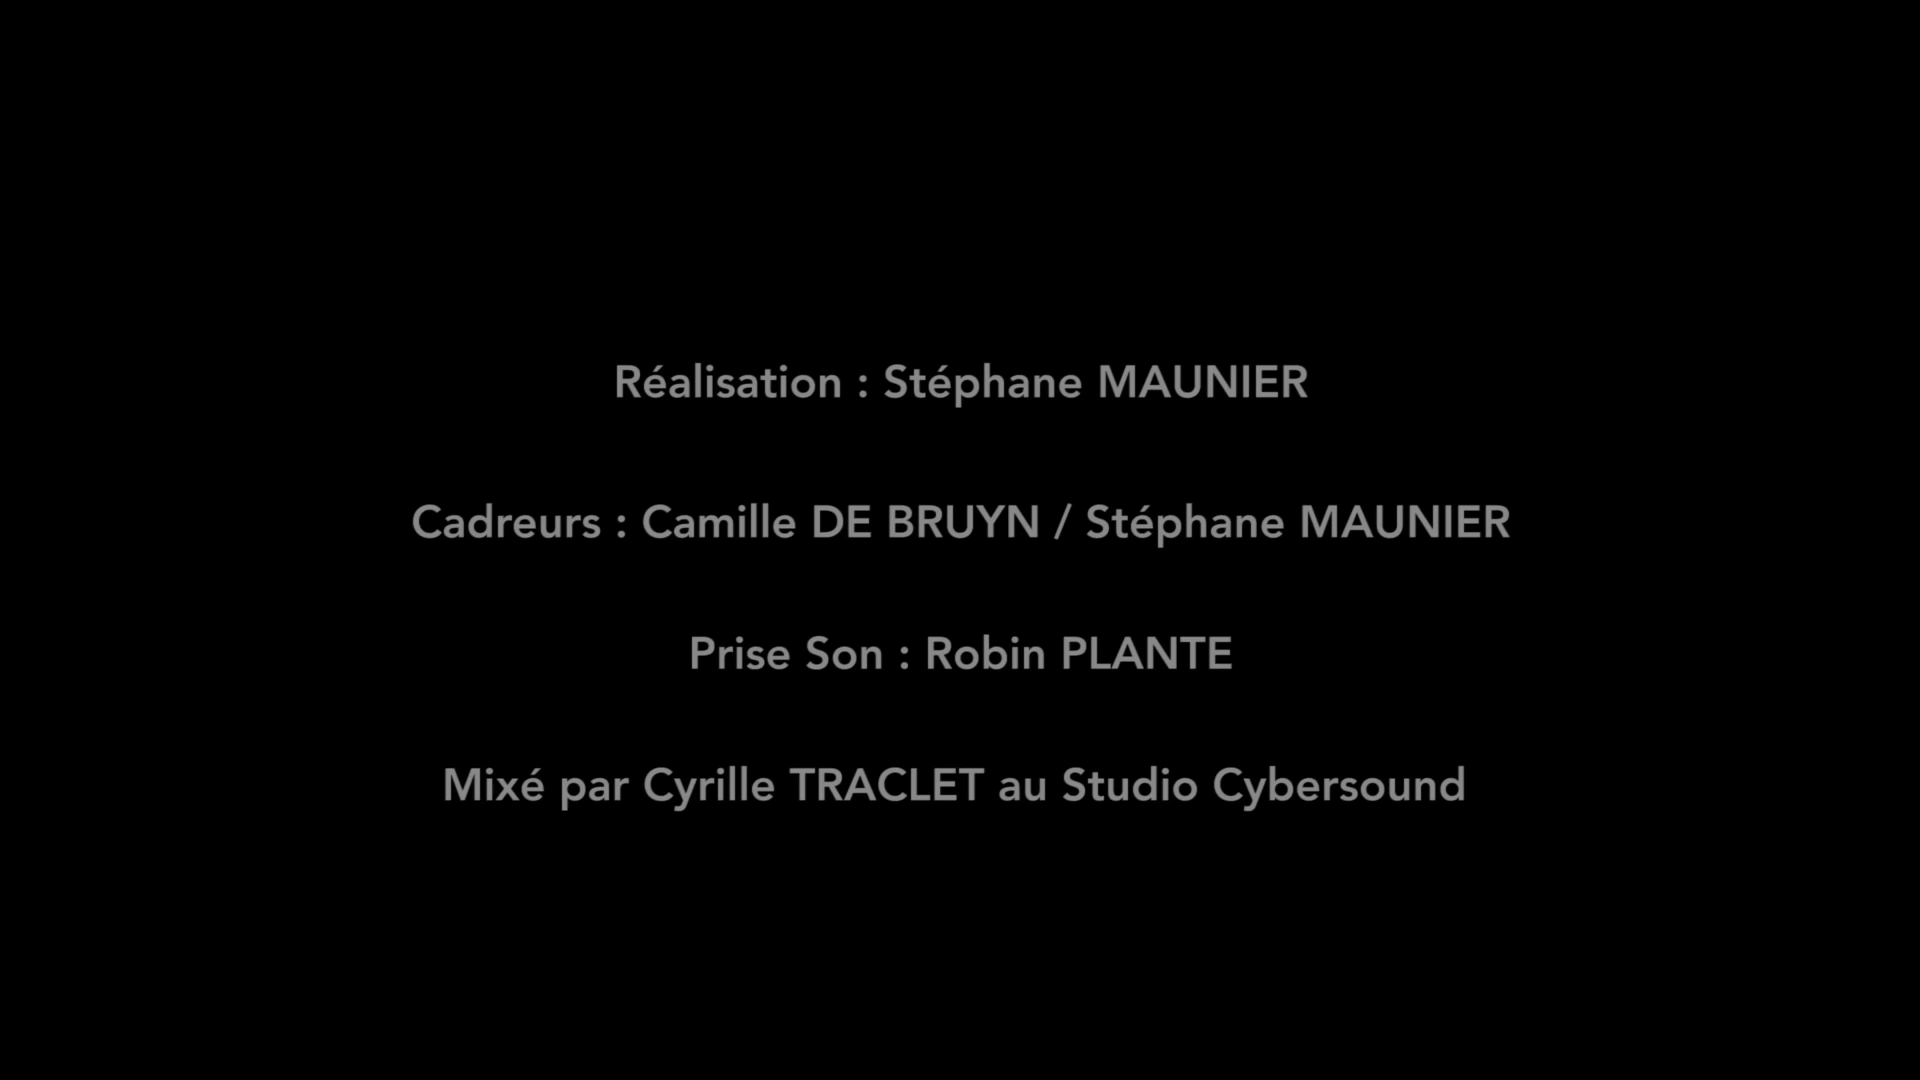 Réalisation : Stéphane MAUNIER
Cadreurs : Camille DE BRUYN / Stéphane MAUNIER
Prise Son : Robin PLANTE
Mixé par Cyrille TRACLET au Studio Cybersound